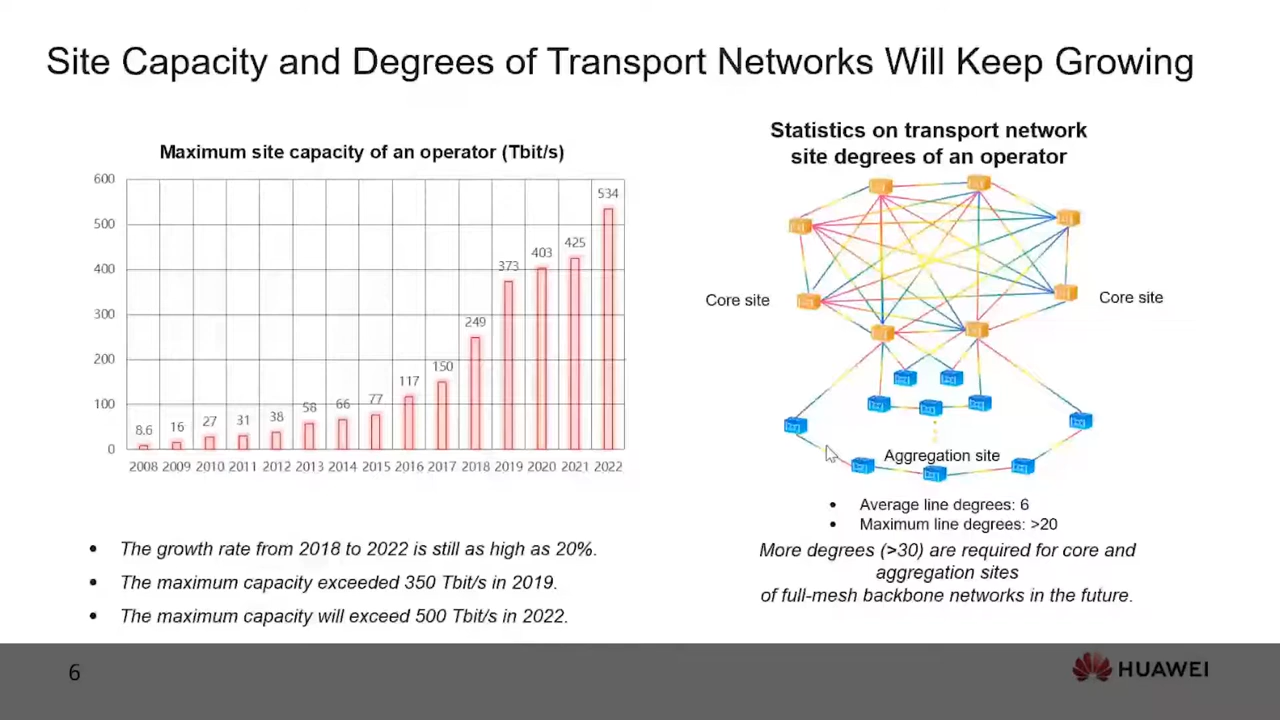 Site Capacity and Degrees of Transport Networks Will Keep Growing
Maximum site capacity of an operator (Tbit/s)
600
500
400
300
200
100
0
8.6
16
27
31
38
58
66
77
117
150
249
373
403
425
534
2008 2009 2010 2011 2012 2013 2014 2015 2016 2017 2018 2019 2020 2021 2022
• The growth rate from 2018 to 2022 is still as high as 20%.
• The maximum capacity exceeded 350 Tbit/s in 2019.
• The maximum capacity will exceed 500 Tbit/s in 2022.
Statistics on transport network
site degrees of an operator
Core site
Core site
Aggregation site
• Average line degrees: 6
• Maximum line degrees: >20
More degrees (>30) are required for core and
aggregation sites
of full-mesh backbone networks in the future.
6
HUAWEI